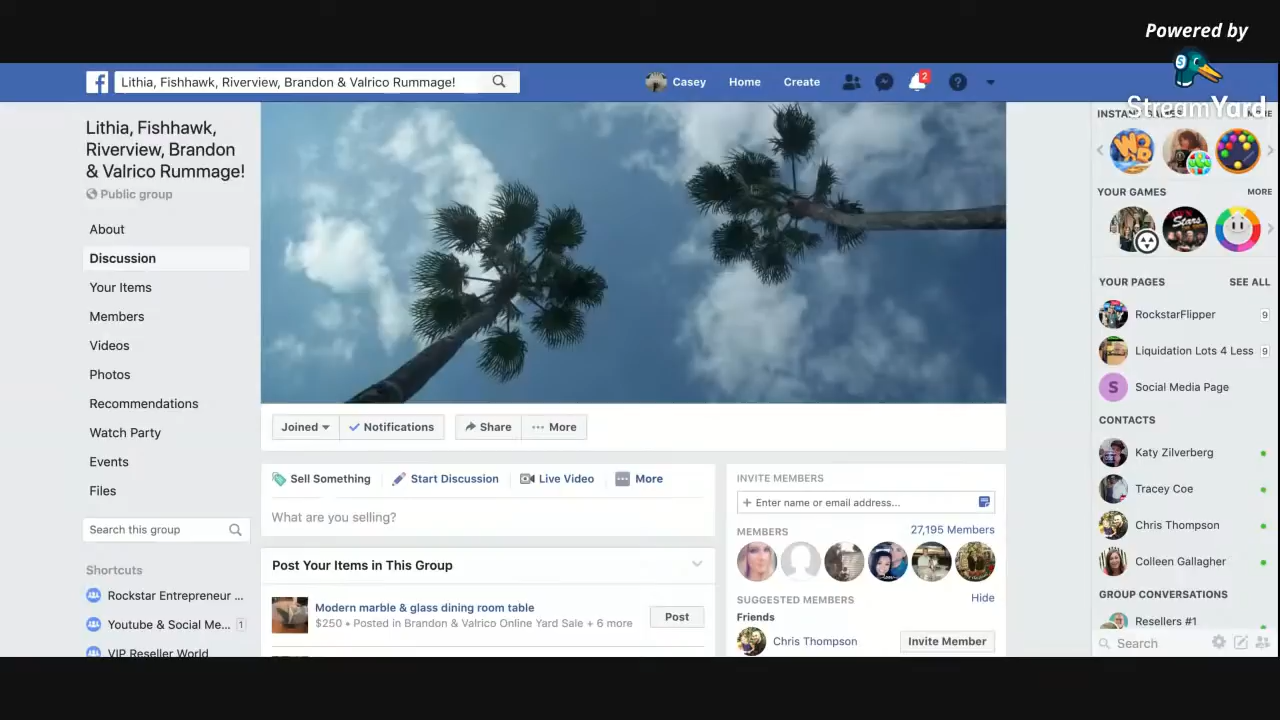 Powered by
StreamYard
Lithia, Fishhawk, Riverview, Brandon & Valrico Rummage!
Casey
Home
Create
2
Lithia, Fishhawk,
Riverview, Brandon
& Valrico Rummage!
Public group
About
Discussion
Your Items
Members
Videos
Photos
Recommendations
Watch Party
Events
Files
Search this group
Shortcuts
Rockstar Entrepreneur ...
Youtube & Social Me... 1
VIP Reseller World
Joined
Notifications
Share
More
Sell Something
Start Discussion
Live Video
More
What are you selling?
Post Your Items in This Group
Modern marble & glass dining room table
$250 • Posted in Brandon & Valrico Online Yard Sale + 6 more
Post
INVITE MEMBERS
+ Enter name or email address...
MEMBERS
27,195 Members
SUGGESTED MEMBERS
Hide
Friends
Chris Thompson
Invite Member
YOUR GAMES
MORE
YOUR PAGES
SEE ALL
RockstarFlipper 9
Liquidation Lots 4 Less 9
S
Social Media Page
CONTACTS
Katy Zilverberg
Tracey Coe
Chris Thompson
Colleen Gallagher
GROUP CONVERSATIONS
Resellers #1
Search